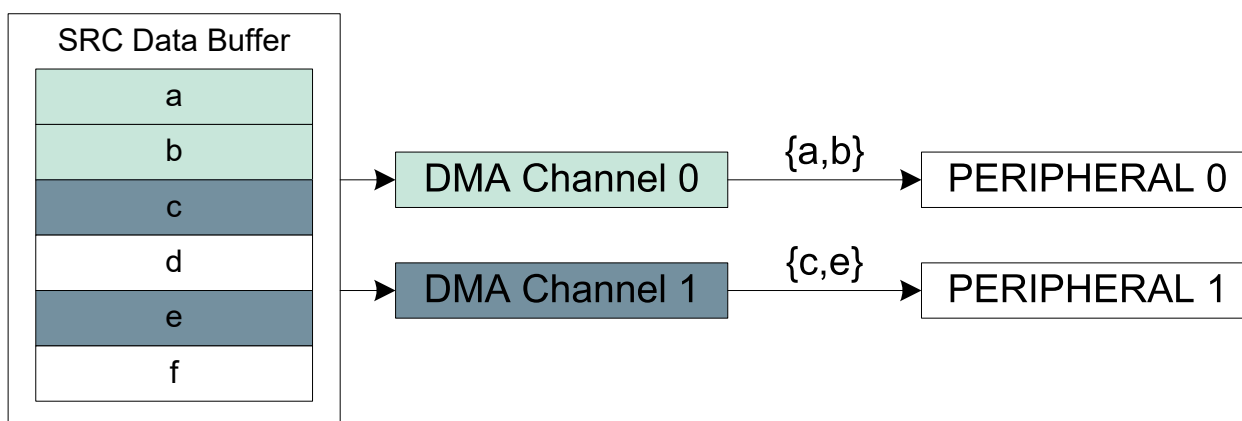 SRC Data Buffer
a
b
c
d
e
f
DMA Channel 0
{a,b}
PERIPHERAL 0
DMA Channel 1
{c,e}
PERIPHERAL 1